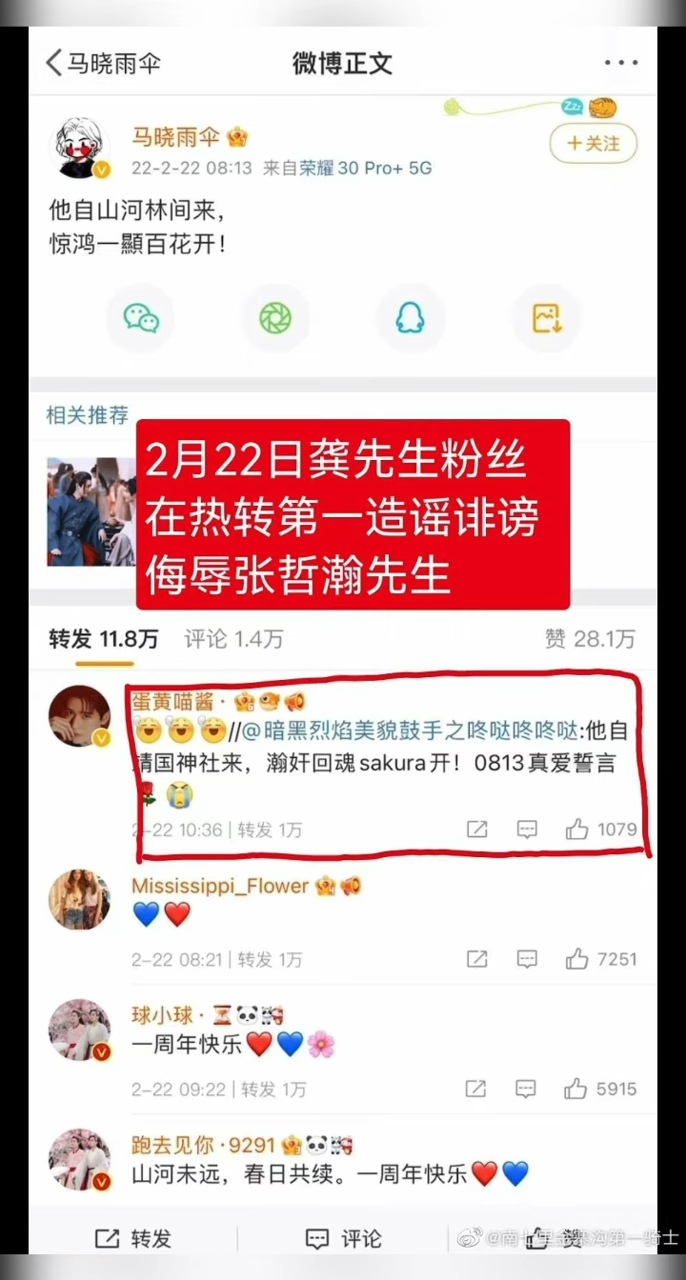 马晓雨伞
微博正文
马晓雨伞
22-2-22 08:13 来自荣耀30 Pro+ 5G
Zzz
+关注
他自山河林间来，
惊鸿一顯百花开！
相关推荐
2月22日龚先生粉丝
在热转第一造谣诽谤
侮辱张哲瀚先生
转发 11.8万 评论 1.4万 赞 28.1万
蛋黄喵酱·
//@暗黑烈焰美貌鼓手之咚哒咚咚哒:他自
靖国神社来，瀚奸回魂sakura开！0813真爱誓言
2-22 10:36 | 转发 1万 1079
Mississippi_Flower
💙❤️
2-22 08:21 | 转发 1万 7251
球小球·
一周年快乐❤️💙🌸
2-22 09:22 | 转发 1万 5915
跑去见你·9291
山河未远，春日共续。一周年快乐❤️💙
转发 评论 赞